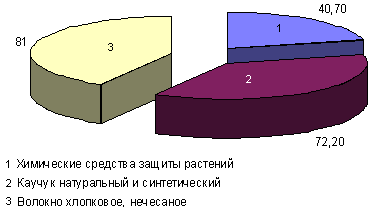 40,70
81
3
1
2
72,20
1 Химические средства защиты растений
2 Каучук натуральный и синтетический
3 Волокно хлопковое, нечесаное